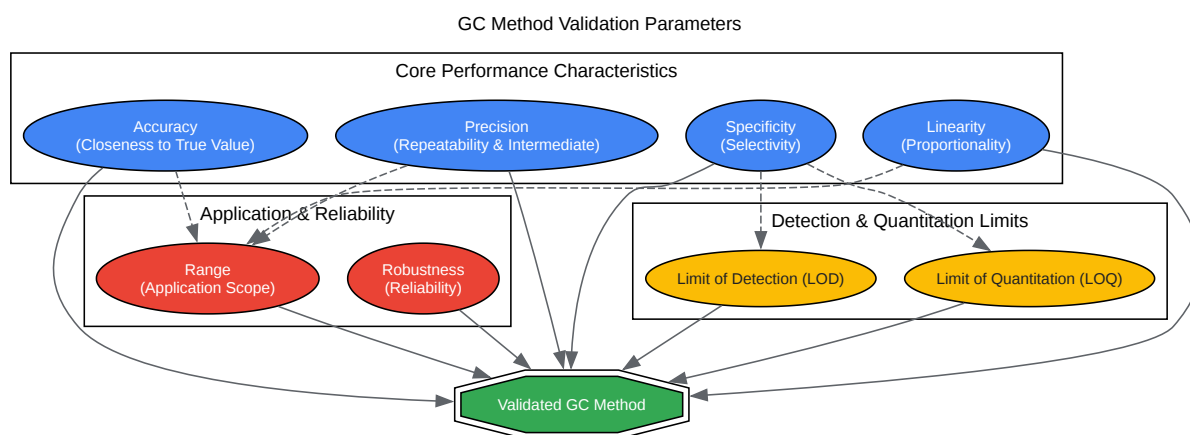 GC Method Validation Parameters
Core Performance Characteristics
Accuracy
(Closeness to True Value)
Precision
(Repeatability & Intermediate)
Specificity
(Selectivity)
Linearity
(Proportionality)
Application & Reliability
Range
(Application Scope)
Robustness
(Reliability)
Detection & Quantitation Limits
Limit of Detection (LOD)
Limit of Quantitation (LOQ)
Validated GC Method